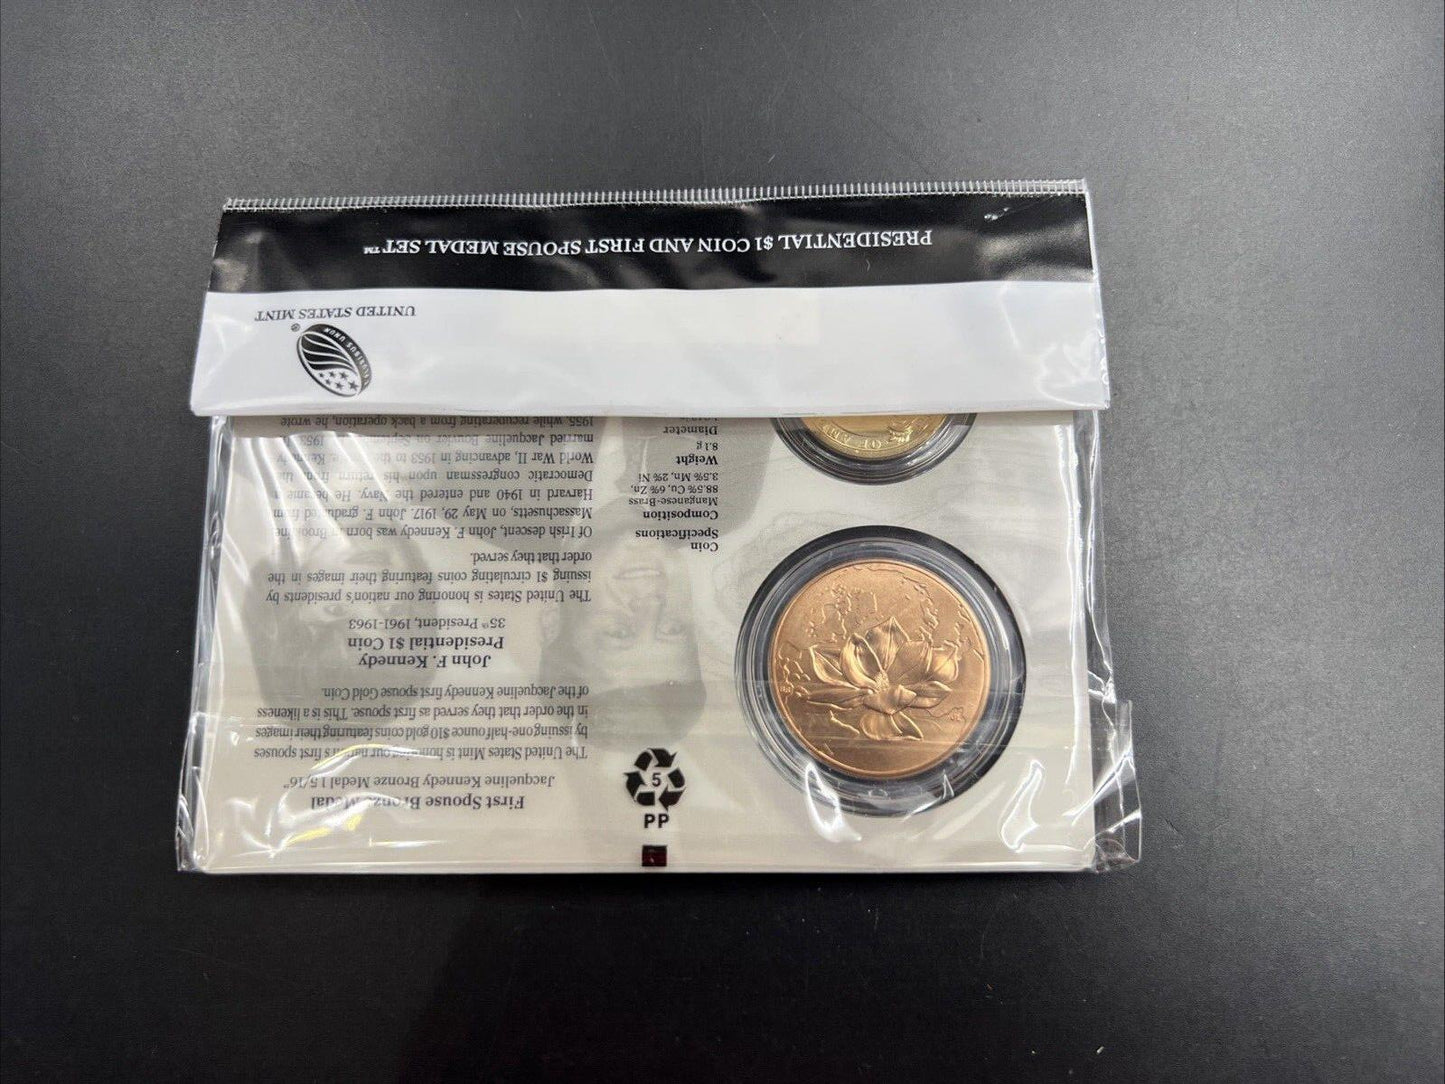 PRESIDENTIAL $1 COIN AND FIRST SPOUSE MEDAL SET™
UNITED STATES MINT
®
PLURIBUS UNUM
First Spouse Bronze Medal
Jacqueline Kennedy Bronze Medal 1 5/16"
The United States Mint is honoring our nation's first spouses
by issuing one-half ounce $10 gold coins featuring their images
in the order that they served as first spouse. This is a likeness
of the Jacqueline Kennedy first spouse Gold Coin.
John F. Kennedy
Presidential $1 Coin
35th President, 1961-1963
The United States is honoring our nation's presidents by
issuing $1 circulating coins featuring their images in the
order that they served.
Of Irish descent, John F. Kennedy was born in Brookline
Massachusetts, on May 29, 1917. John F. graduated from
Harvard in 1940 and entered the Navy. He became a
Democratic congressman upon his return from the
World War II, advancing in 1953 to the Kennedy
married Jacqueline Bouvier on September 1953
1955, while recuperating from a back operation, he wrote
Coin
Specifications
Composition
Manganese-Brass
88.5% Cu, 6% Zn,
3.5% Mn, 2% Ni
Weight
8.1 g
Diameter
5
PP
OF AM